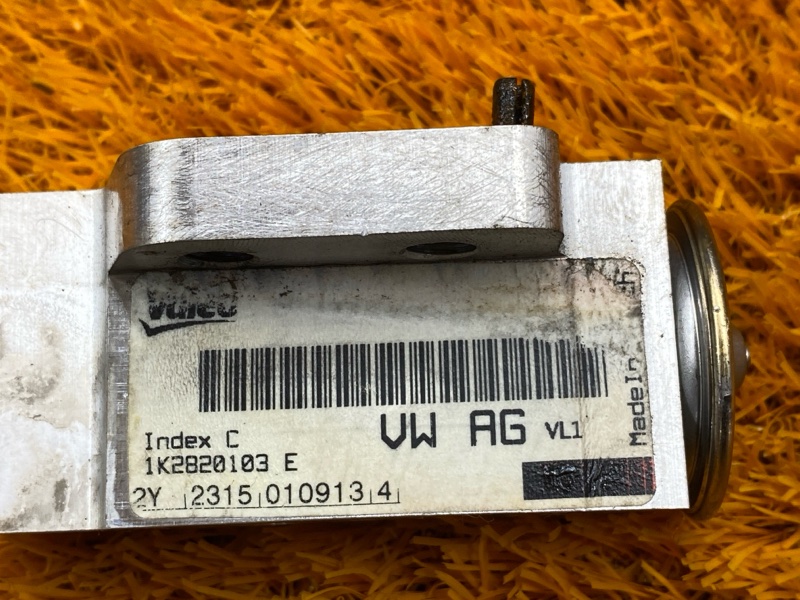 Valeo
Index C
VW AG VL1
1K2820103 E
2Y 2315 010913 4
Made In